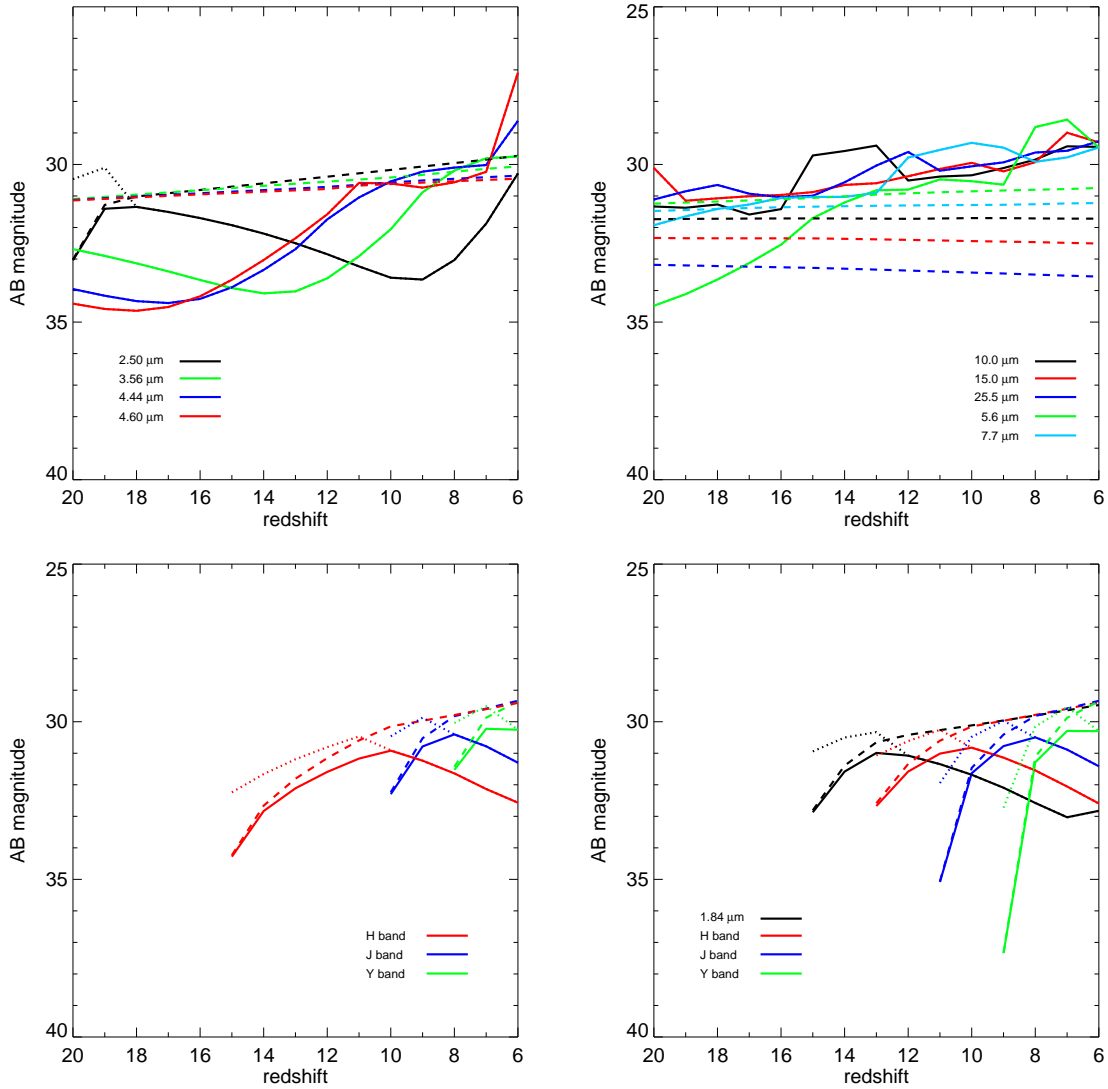 AB magnitude
30
35
40
2.50 μm
3.56 μm
4.44 μm
4.60 μm
20 18 16 14 12 10 8 6
redshift
AB magnitude
25
30
35
40
10.0 μm
15.0 μm
25.5 μm
5.6 μm
7.7 μm
20 18 16 14 12 10 8 6
redshift
AB magnitude
25
30
35
40
H band
J band
Y band
20 18 16 14 12 10 8 6
redshift
AB magnitude
25
30
35
40
1.84 μm
H band
J band
Y band
20 18 16 14 12 10 8 6
redshift